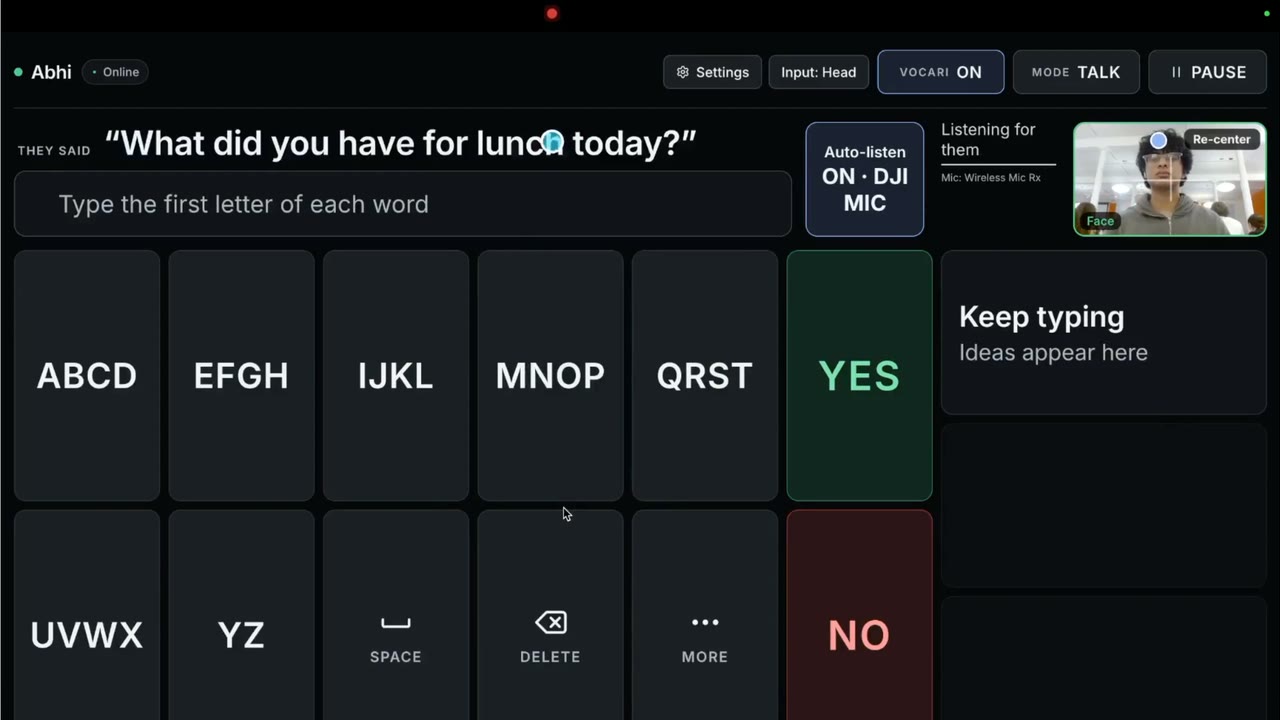 Abhi
· Online
Settings
Input: Head
VOCARI ON
MODE TALK
PAUSE
THEY SAID “What did you have for lunch today?”
Type the first letter of each word
Auto-listen
ON · DJI
MIC
Listening for
them
Mic: Wireless Mic Rx
Re-center
Face
ABCD
EFGH
IJKL
MNOP
QRST
YES
Keep typing
Ideas appear here
UVWX
YZ
SPACE
DELETE
MORE
NO